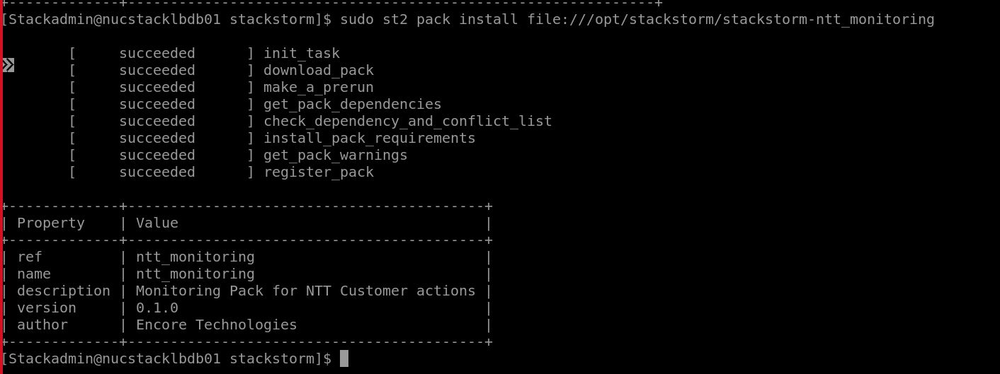 +-------------+--------------------------------------------------------------+
[Stackadmin@nucstacklbdb01 stackstorm]$ sudo st2 pack install file:///opt/stackstorm/stackstorm-ntt_monitoring
[     succeeded      ] init_task
»
[     succeeded      ] download_pack
[     succeeded      ] make_a_prerun
[     succeeded      ] get_pack_dependencies
[     succeeded      ] check_dependency_and_conflict_list
[     succeeded      ] install_pack_requirements
[     succeeded      ] get_pack_warnings
[     succeeded      ] register_pack
+-------------+------------------------------------------+
| Property    | Value                                    |
+-------------+------------------------------------------+
| ref         | ntt_monitoring                           |
| name        | ntt_monitoring                           |
| description | Monitoring Pack for NTT Customer actions |
| version     | 0.1.0                                    |
| author      | Encore Technologies                      |
+-------------+------------------------------------------+
[Stackadmin@nucstacklbdb01 stackstorm]$